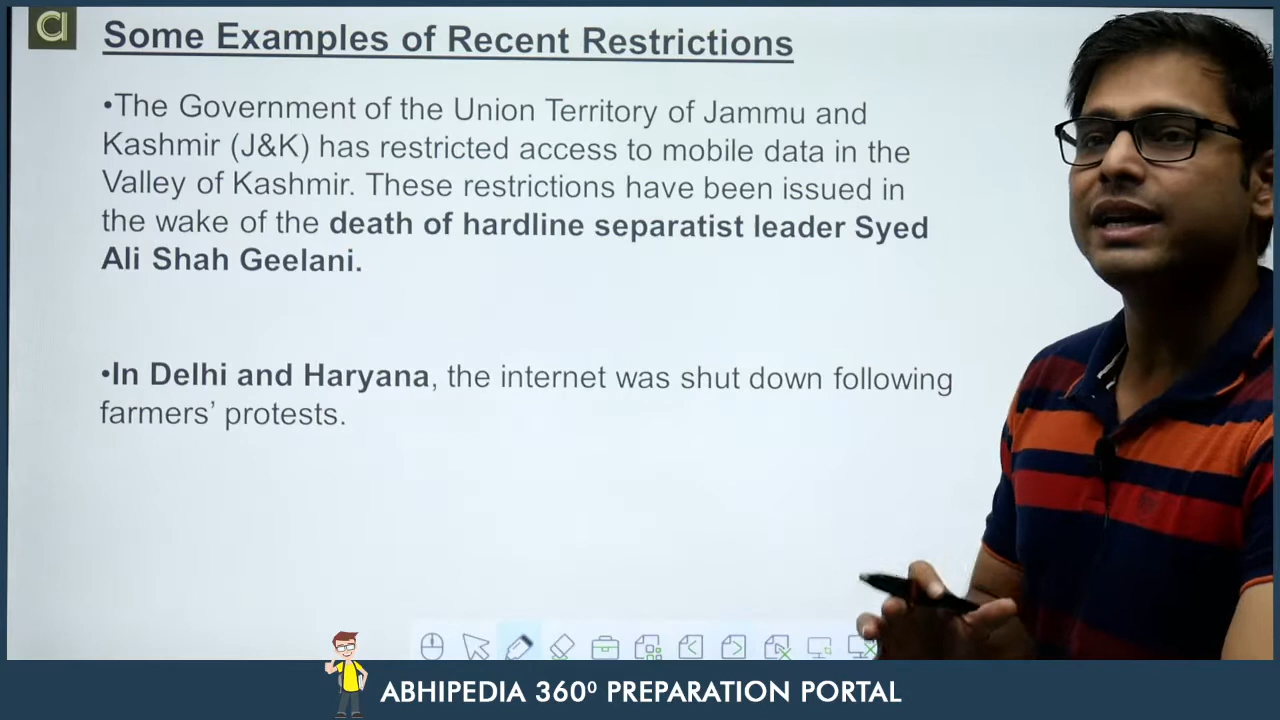 Some Examples of Recent Restrictions
•The Government of the Union Territory of Jammu and
Kashmir (J&K) has restricted access to mobile data in the
Valley of Kashmir. These restrictions have been issued in
the wake of the death of hardline separatist leader Syed
Ali Shah Geelani.
•In Delhi and Haryana, the internet was shut down following
farmers’ protests.
ABHIPEDIA 360⁰ PREPARATION PORTAL